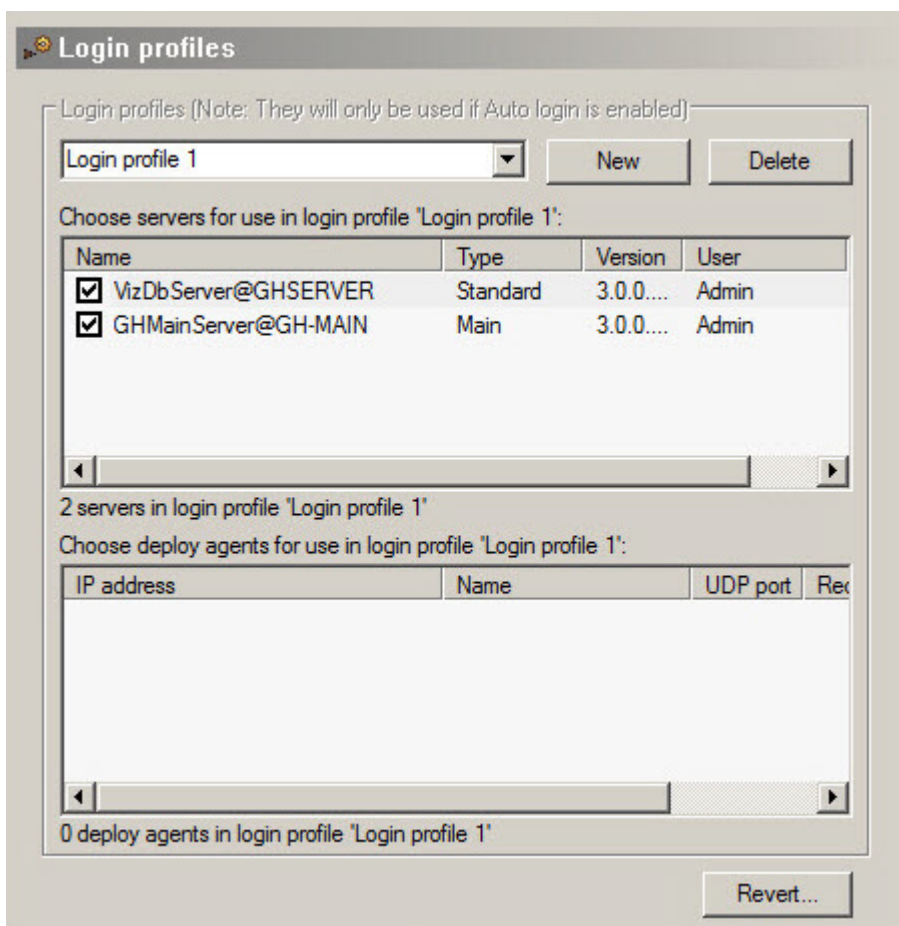 Login profiles
Login profiles (Note: They will only be used if Auto login is enabled)
Login profile 1 New Delete
Choose servers for use in login profile 'Login profile 1':
Name Type Version User
VizDbServer@GHSERVER Standard 3.0.0.... Admin
GHMainServer@GH-MAIN Main 3.0.0.... Admin
2 servers in login profile 'Login profile 1'
Choose deploy agents for use in login profile 'Login profile 1':
IP address Name UDP port Rec
0 deploy agents in login profile 'Login profile 1'
Revert...